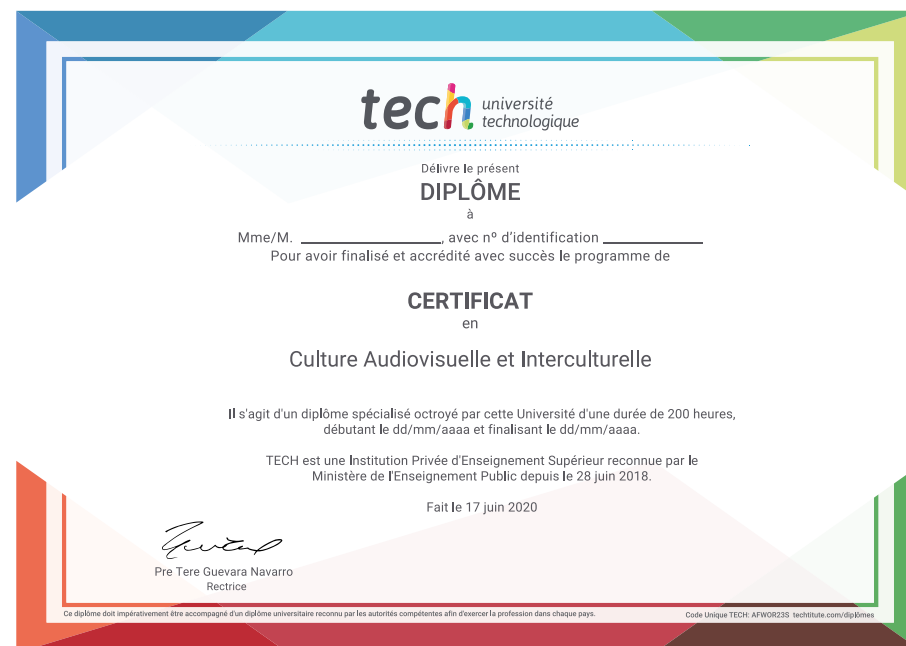 tech université
technologique
Délivre le présent
DIPLÔME
à
Mme/M. ____________________, avec nº d'identification ______________
Pour avoir finalisé et accrédité avec succès le programme de
CERTIFICAT
en
Culture Audiovisuelle et Interculturelle
Il s'agit d'un diplôme spécialisé octroyé par cette Université d'une durée de 200 heures,
débutant le dd/mm/aaaa et finalisant le dd/mm/aaaa.
TECH est une Institution Privée d'Enseignement Supérieur reconnue par le
Ministère de l'Enseignement Public depuis le 28 juin 2018.
Fait le 17 juin 2020
Pre Tere Guevara Navarro
Rectrice
Ce diplôme doit impérativement être accompagné d'un diplôme universitaire reconnu par les autorités compétentes afin d'exercer la profession dans chaque pays.
Code Unique TECH: AFWOR23S techtitute.com/diplômes